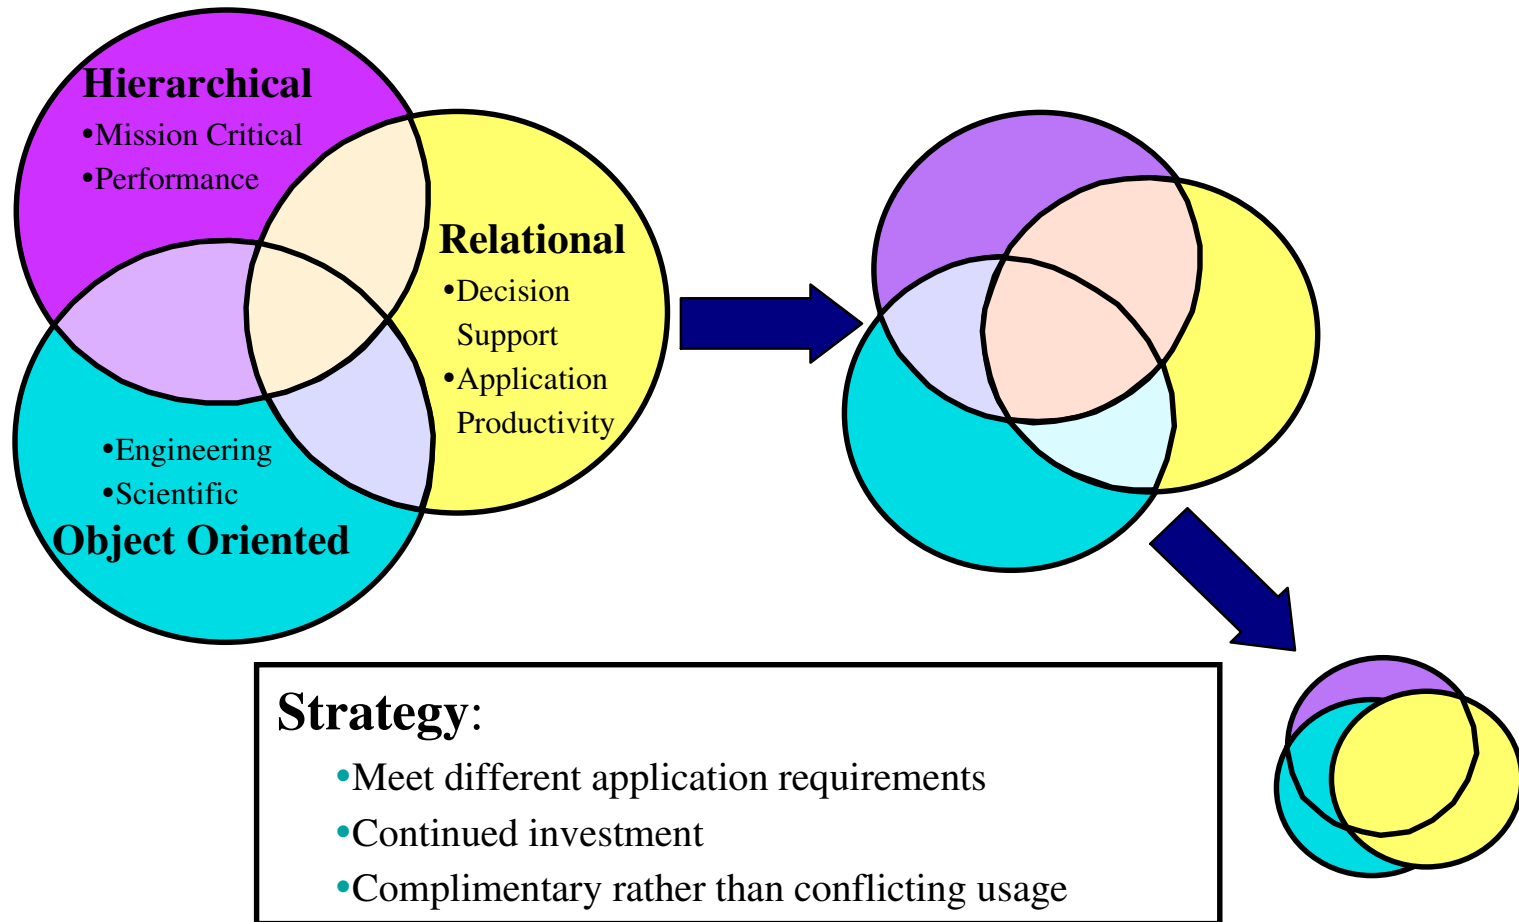 Hierarchical
•Mission Critical
•Performance
Relational
•Decision
Support
•Application
Productivity
•Engineering
•Scientific
Object Oriented
Strategy:
•Meet different application requirements
•Continued investment
•Complimentary rather than conflicting usage